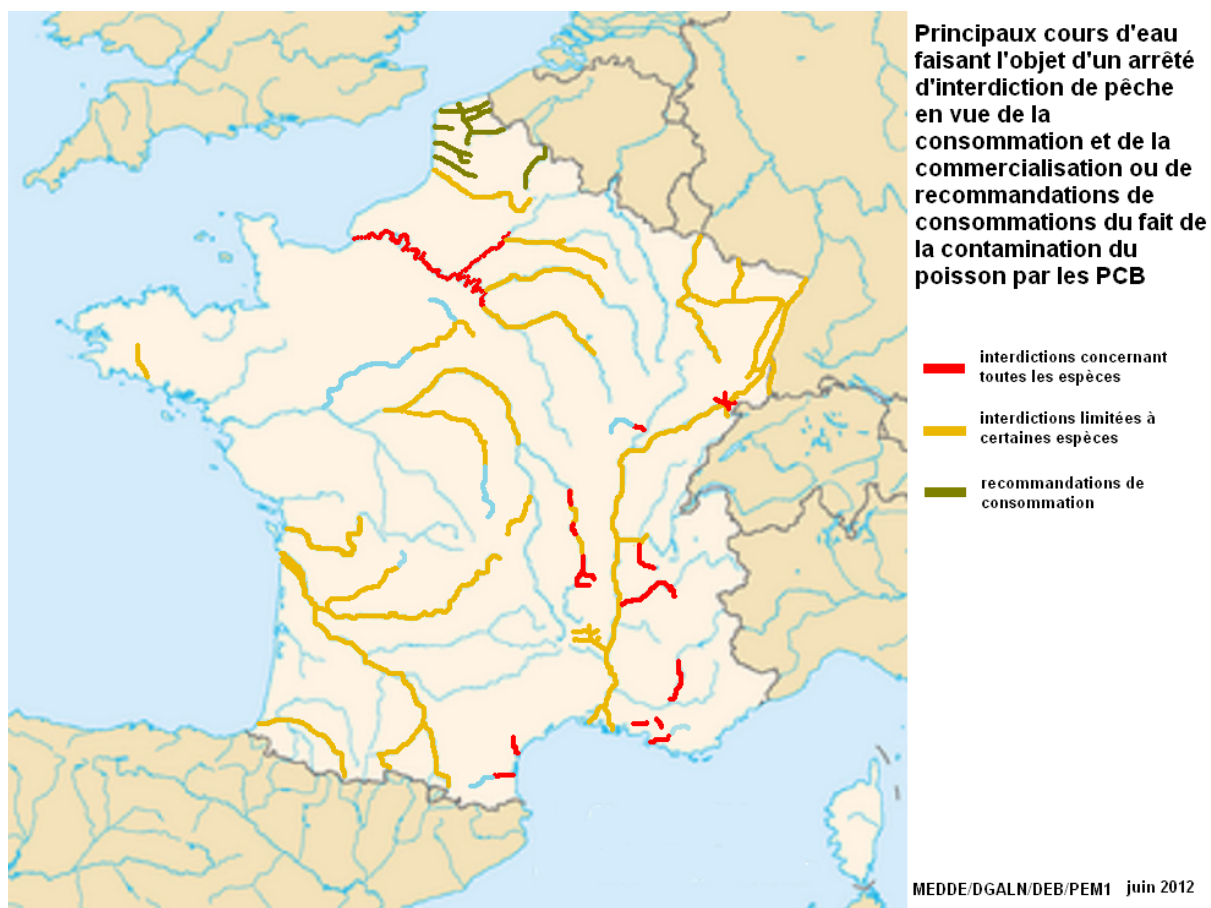 Principaux cours d'eau
faisant l'objet d'un arrêté
d'interdiction de pêche
en vue de la
consommation et de la
commercialisation ou de
recommandations de
consommations du fait de
la contamination du
poisson par les PCB
interdictions concernant
toutes les espèces
interdictions limitées à
certaines espèces
recommandations de
consommation
MEDDE/DGALN/DEB/PEM1 juin 2012